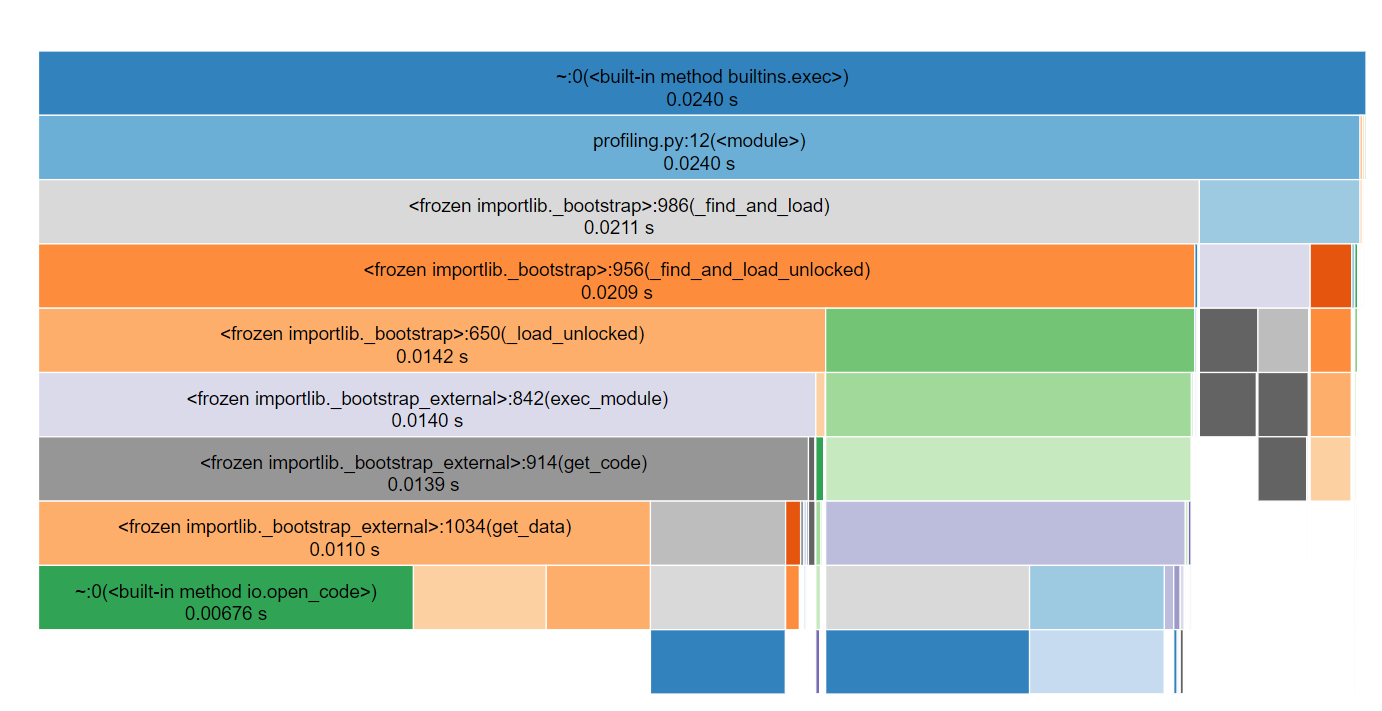 ~:0(<built-in method builtins.exec>)
0.0240 s
profiling.py:12(<module>)
0.0240 s
<frozen importlib._bootstrap>:986(_find_and_load)
0.0211 s
<frozen importlib._bootstrap>:956(_find_and_load_unlocked)
0.0209 s
<frozen importlib._bootstrap>:650(_load_unlocked)
0.0142 s
<frozen importlib._bootstrap_external>:842(exec_module)
0.0140 s
<frozen importlib._bootstrap_external>:914(get_code)
0.0139 s
<frozen importlib._bootstrap_external>:1034(get_data)
0.0110 s
~:0(<built-in method io.open_code>)
0.00676 s